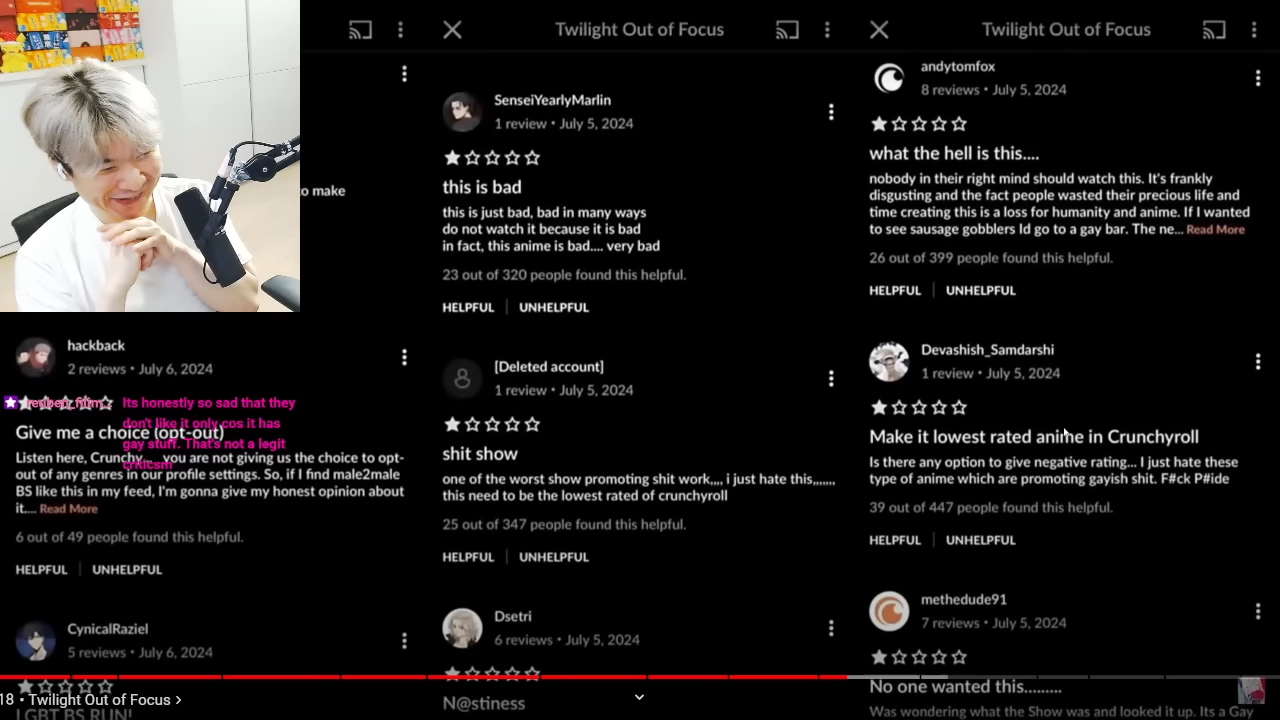 o make
hackback
2 reviews • July 6, 2024
Its honestly so sad that they
don't like it only cos it has
gay stuff. That's not a legit
criticsm
Give me a choice (opt-out)
Listen here, Crunchy... you are not giving us the choice to opt-
out of any genres in our profile settings. So, if I find male2male
BS like this in my feed, I'm gonna give my honest opinion about
it.... Read More
6 out of 49 people found this helpful.
HELPFUL | UNHELPFUL
CynicalRaziel
5 reviews • July 6, 2024
LGBT BS RUN!
Twilight Out of Focus
SenseiYearlyMarlin
1 review • July 5, 2024
this is bad
this is just bad, bad in many ways
do not watch it because it is bad
in fact, this anime is bad.... very bad
23 out of 320 people found this helpful.
HELPFUL | UNHELPFUL
[Deleted account]
1 review • July 5, 2024
shit show
one of the worst show promoting shit work,,,, i just hate this,,,,,,,
this need to be the lowest rated of crunchyroll
25 out of 347 people found this helpful.
HELPFUL | UNHELPFUL
Dsetri
6 reviews • July 5, 2024
N@stiness
Twilight Out of Focus
andytomfox
8 reviews • July 5, 2024
what the hell is this....
nobody in their right mind should watch this. It's frankly
disgusting and the fact people wasted their precious life and
time creating this is a loss for humanity and anime. If I wanted
to see sausage gobblers Id go to a gay bar. The ne... Read More
26 out of 399 people found this helpful.
HELPFUL | UNHELPFUL
Devashish_Samdarshi
1 review • July 5, 2024
Make it lowest rated anime in Crunchyroll
Is there any option to give negative rating... I just hate these
type of anime which are promoting gayish shit. F#ck P#ide
39 out of 447 people found this helpful.
HELPFUL | UNHELPFUL
methedude91
7 reviews • July 5, 2024
No one wanted this.........
Was wondering what the Show was and looked it up. Its a Gay
18 • Twilight Out of Focus >